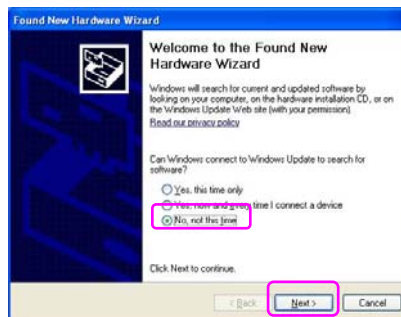 Found New Hardware Wizard
Welcome to the Found New
Hardware Wizard
Windows will search for current and updated software by
looking on your computer, on the hardware installation CD, or on
the Windows Update Web site (with your permission).
Read our privacy policy
Can Windows connect to Windows Update to search for
software?
Yes, this time only
Yes, now and every time I connect a device
No, not this time
Click Next to continue.
< Back
Next >
Cancel